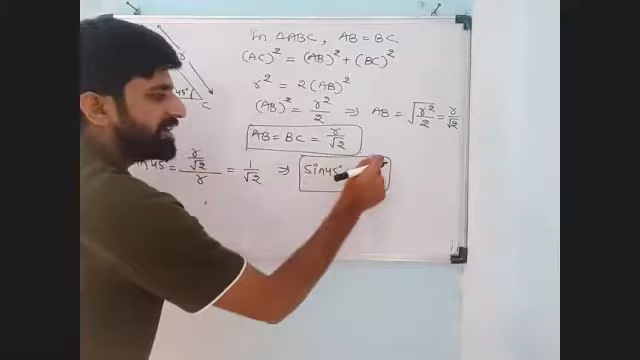 In △ABC, AB = BC
(AC)² = (AB)² + (BC)²
r
r² = 2(AB)²
45° C
(AB)² = r²/2 ⇒ AB = √(r²/2) = r/√2
AB = BC = r/√2
45° = (r/√2)/r = 1/√2 ⇒ Sin45°